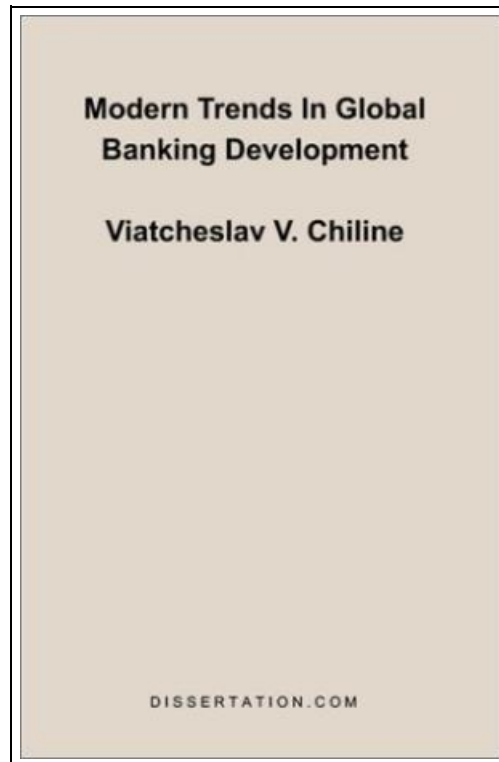 Modern Trends In Global
Banking Development
Viatcheslav V. Chiline
DISSERTATION.COM